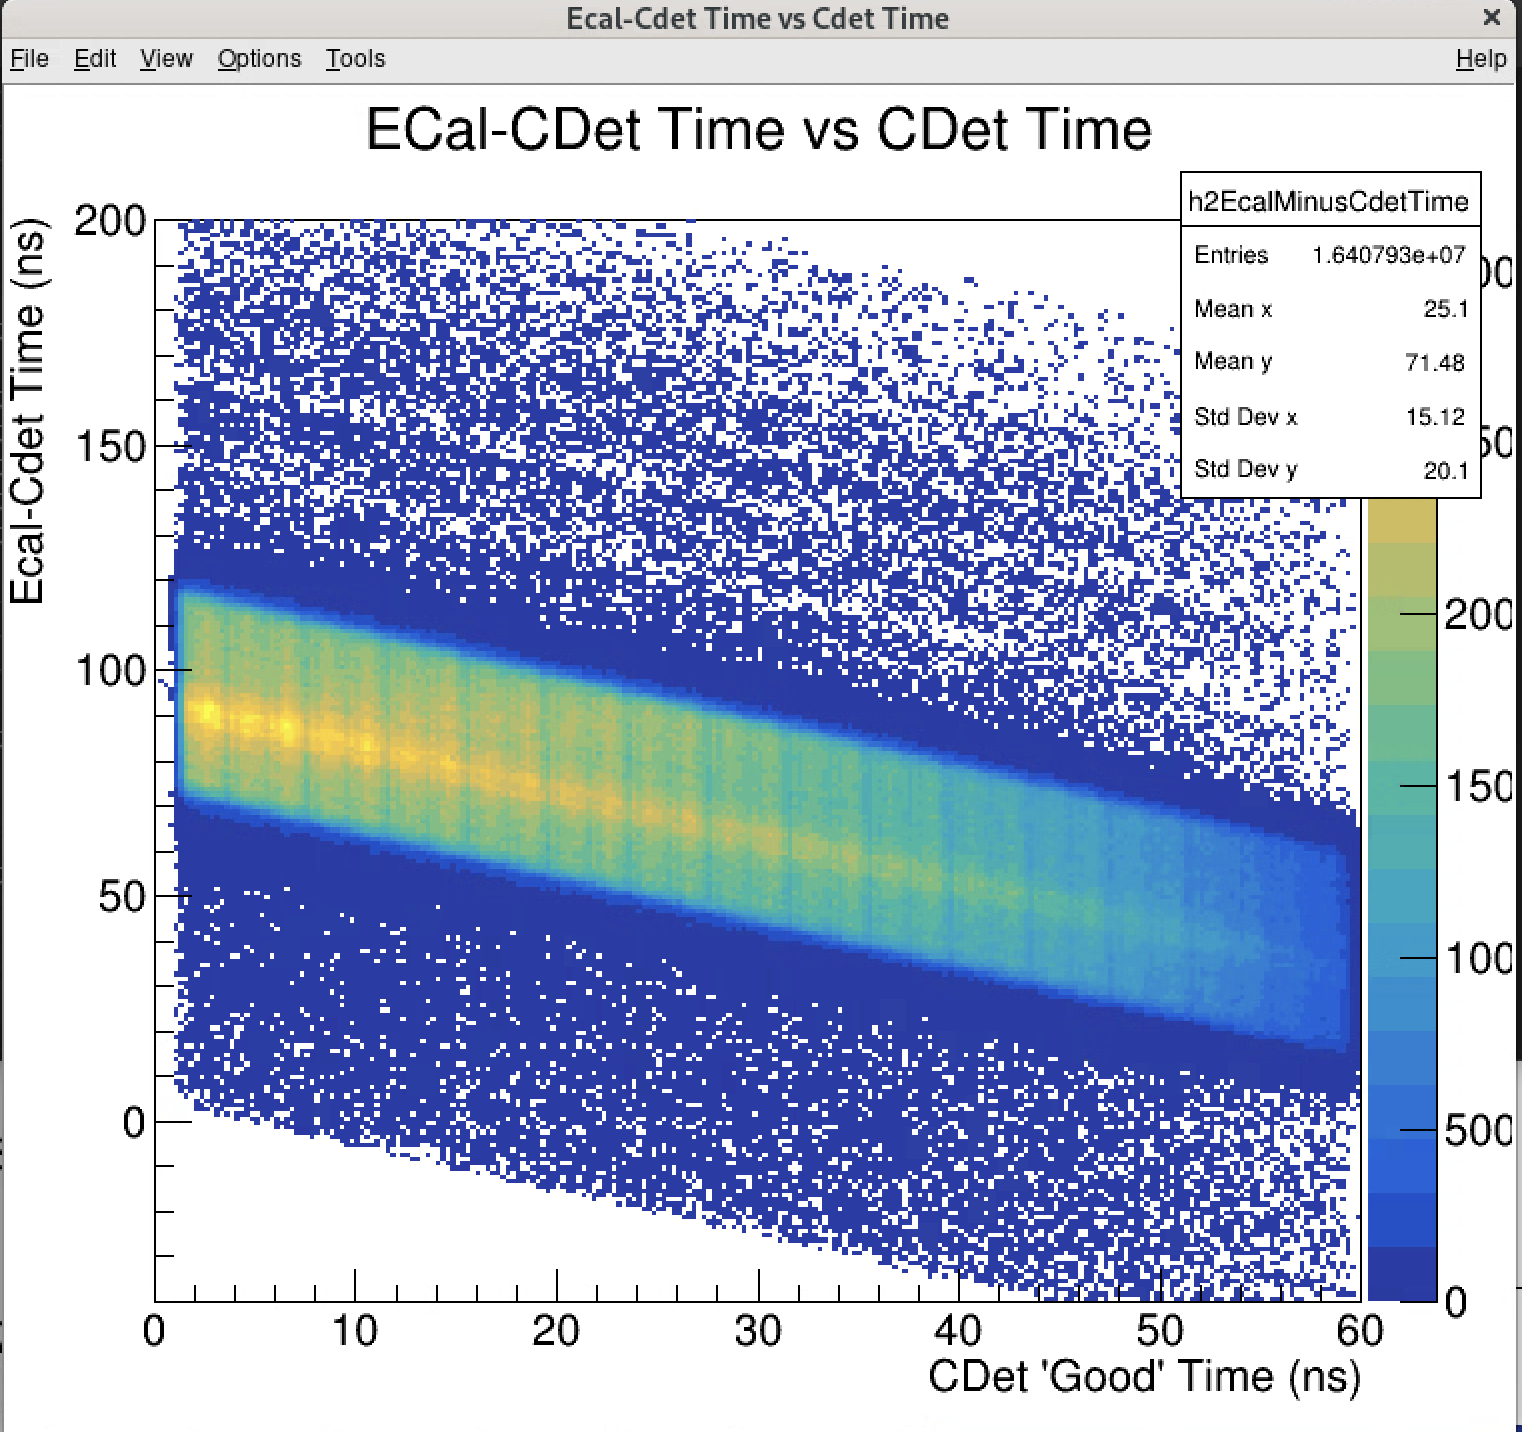 Ecal-Cdet Time vs Cdet Time
File Edit View Options Tools Help
ECal-CDet Time vs CDet Time
h2EcalMinusCdetTime
Entries 1.640793e+07
Mean x 25.1
Mean y 71.48
Std Dev x 15.12
Std Dev y 20.1
Ecal-Cdet Time (ns)
200
150
100
50
0
0 10 20 30 40 50 60
CDet 'Good' Time (ns)
200
150
100
500
0